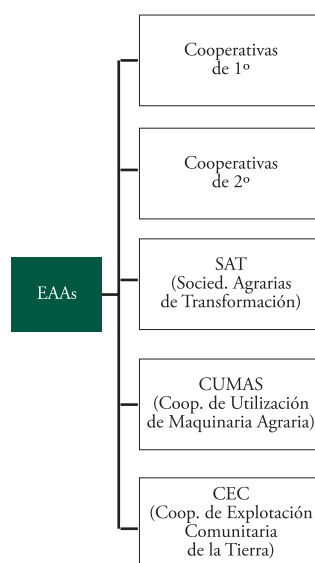 Cooperativas
de 1º
Cooperativas
de 2º
EAAs
SAT
(Socied. Agrarias
de Transformación)
CUMAS
(Coop. de Utilización
de Maquinaria Agraria)
CEC
(Coop. de Explotación
Comunitaria
de la Tierra)